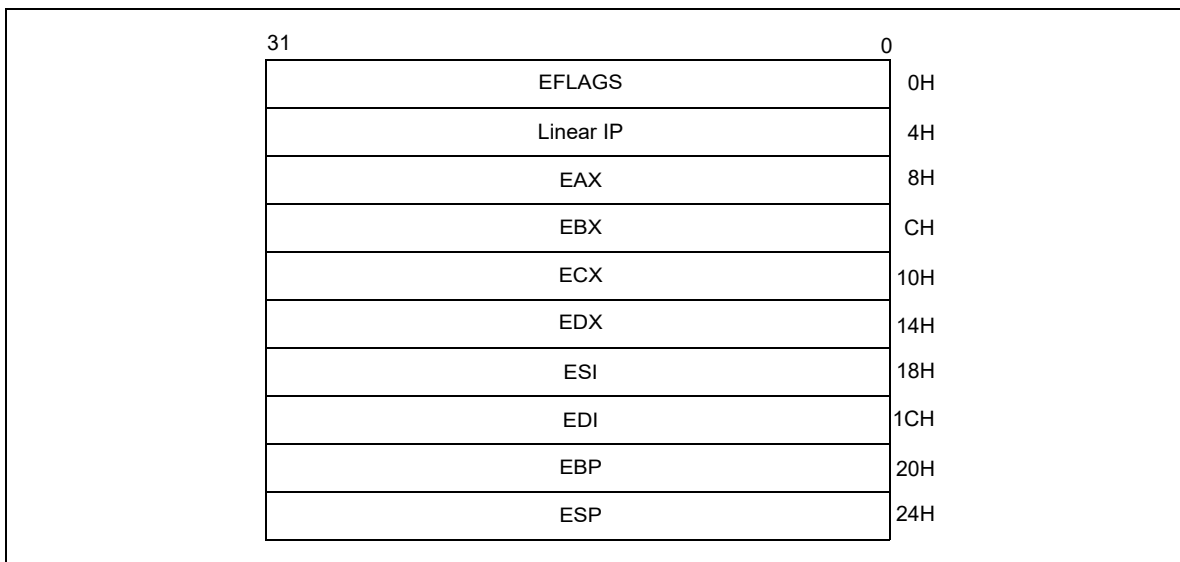 31 0
EFLAGS 0H
Linear IP 4H
EAX 8H
EBX CH
ECX 10H
EDX 14H
ESI 18H
EDI 1CH
EBP 20H
ESP 24H